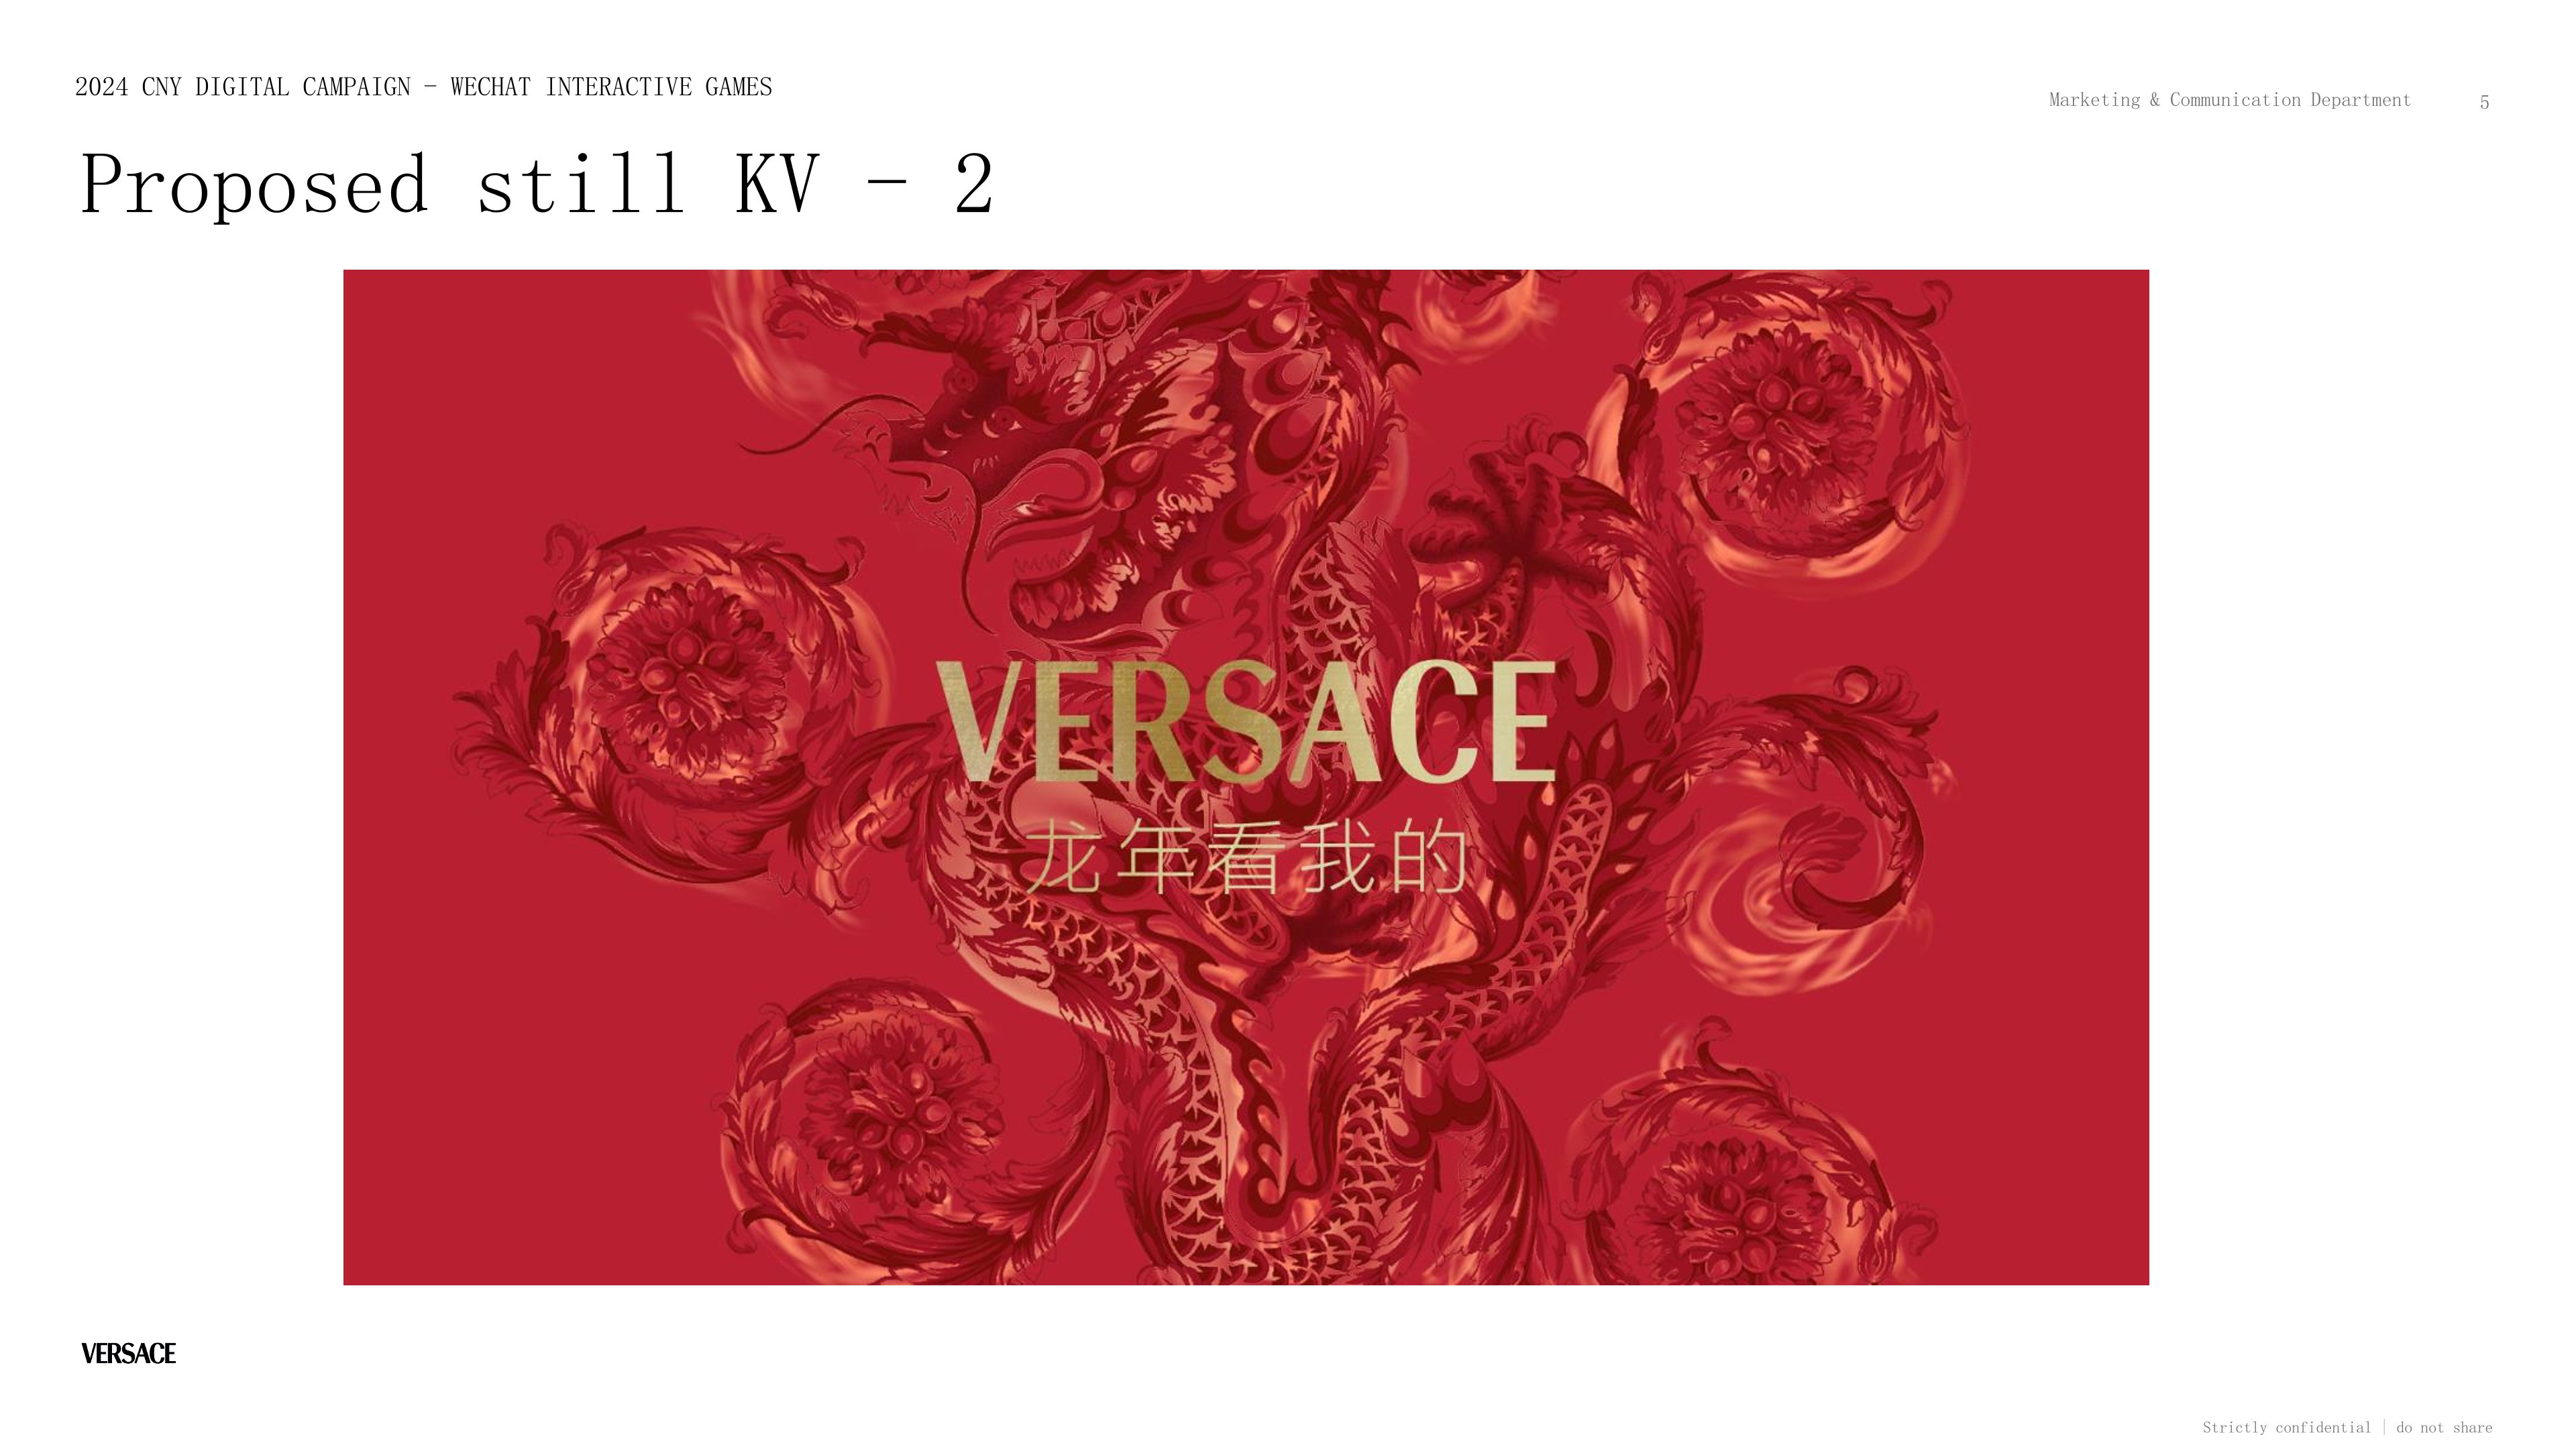 2024 CNY DIGITAL CAMPAIGN – WECHAT INTERACTIVE GAMES
Marketing & Communication Department 5
Proposed still KV – 2
VERSACE
龙年看我的
VERSACE
Strictly confidential | do not share